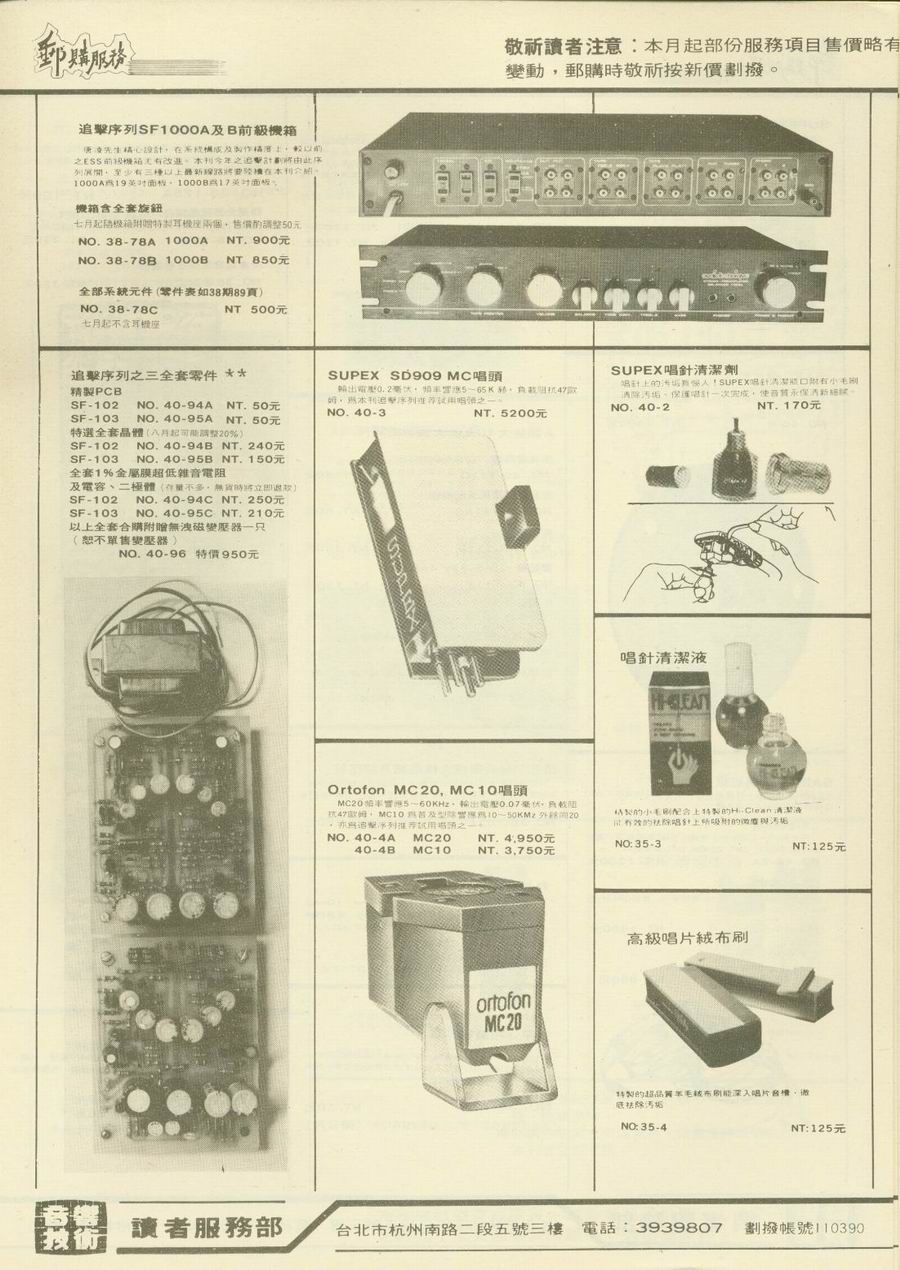 郵購服務
敬祈讀者注意：本月起部份服務項目售價略有
變動，郵購時敬祈按新價劃撥。
追擊序列SF1000A及B前級機箱
唐凌先生精心設計，在系統構成及製作精度上，較以前
之ESS前級機箱尤有改進。本刊今年之追擊計劃將由此序
列展開，至少有三種以上最新線路將要陸續在本刊介紹。
1000A為19英吋面板，1000B為17英吋面板。
機箱含全套旋鈕
七月起隨機箱附贈特製耳機座兩個，售價酌調整50元
NO. 38-78A 1000A NT. 900元
NO. 38-78B 1000B NT 850元
全部系統元件(零件表如38期89頁)
NO. 38-78C NT 500元
七月起不含耳機座
追擊序列之三全套零件 **
精製PCB
SF-102 NO. 40-94A NT. 50元
SF-103 NO. 40-95A NT. 50元
特選全套晶體(八月起可能調整20%)
SF-102 NO. 40-94B NT. 240元
SF-103 NO. 40-95B NT. 150元
全套1%金屬膜超低雜音電阻
及電容、二極體(存量不多，無貨時將立即退款)
SF-102 NO. 40-94C NT. 250元
SF-103 NO. 40-95C NT. 210元
以上全套合購附贈無洩磁變壓器一只
(恕不單售變壓器)
NO. 40-96 特價950元
SUPEX SD909 MC唱頭
輸出電壓0.2毫伏，頻率響應5~65K赫，負載阻抗47歐
姆，為本刊追擊序列推荐試用唱頭之一。
NO. 40-3 NT. 5200元
SUPEX
Ortofon MC20, MC10唱頭
MC20頻率響應5~60KHz，輸出電壓0.07毫伏，負載阻
抗47歐姆，MC10為普及型除響應為10~50KMz外餘同20
，亦為追擊序列推荐試用唱頭之一。
NO. 40-4A MC20 NT. 4,950元
40-4B MC10 NT. 3,750元
ortofon
MC 20
SUPEX唱針清潔劑
唱針上的污垢真惱人！SUPEX唱針清潔瓶口附有小毛刷
清除污垢、保護唱針一次完成，使音質永保清新細膩。
NO. 40-2 NT. 170元
唱針清潔液
HI-CLEAN
特製的小毛刷配合上特製的Hi-Clean清潔液
可有效的祛除唱針上所吸附的微塵與污垢
NO:35-3 NT:125元
高級唱片絨布刷
特製的超品質羊毛絨布刷能深入唱片音槽，徹
底祛除污垢
NO:35-4 NT:125元
音響
技術
讀者服務部
台北市杭州南路二段五號三樓 電話：3939807 劃撥帳號110390